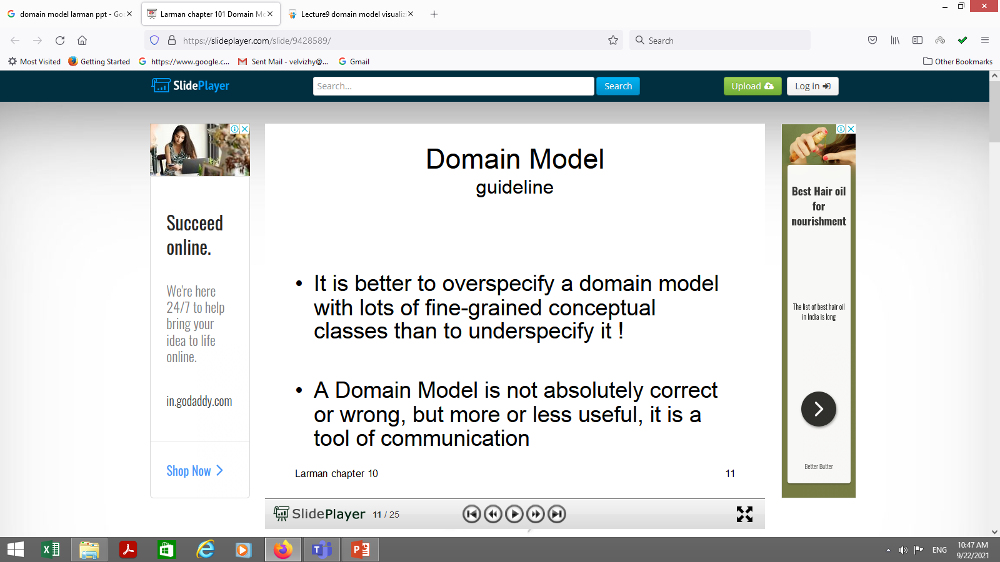 domain model larman ppt - Go
Larman chapter 101 Domain Mo
Lecture9 domain model visualiz
https://slideplayer.com/slide/9428589/
Search
Most Visited
Getting Started
https://www.google.c...
Sent Mail - velvizhy@...
Gmail
Other Bookmarks
SlidePlayer
Search...
Search
Upload
Log in
Succeed
online.
We're here
24/7 to help
bring your
idea to life
online.
in.godaddy.com
Shop Now
Domain Model
guideline
• It is better to overspecify a domain model
with lots of fine-grained conceptual
classes than to underspecify it !
• A Domain Model is not absolutely correct
or wrong, but more or less useful, it is a
tool of communication
Larman chapter 10
11
Best Hair oil
for
nourishment
The list of best hair oil
in India is long
Better Butter
SlidePlayer
11 / 25
ENG
10:47 AM
9/22/2021